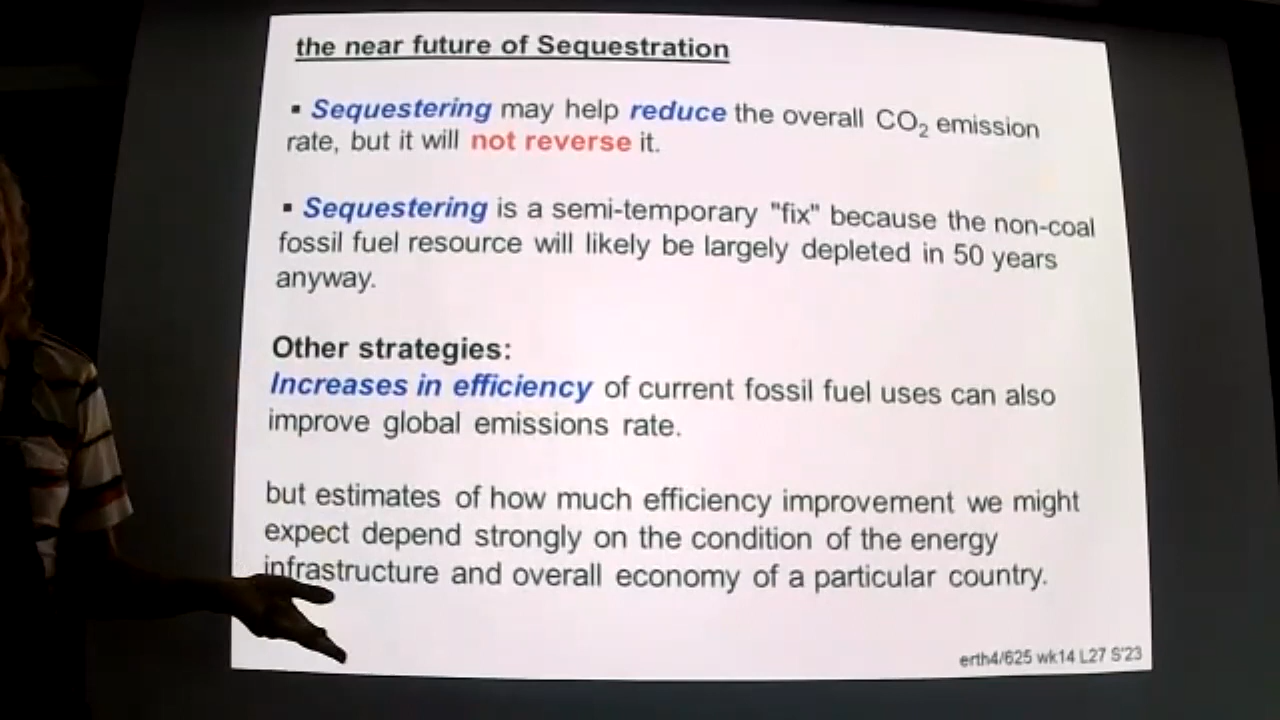 the near future of Sequestration
▪ Sequestering may help reduce the overall CO₂ emission
rate, but it will not reverse it.
▪ Sequestering is a semi-temporary "fix" because the non-coal
fossil fuel resource will likely be largely depleted in 50 years
anyway.
Other strategies:
Increases in efficiency of current fossil fuel uses can also
improve global emissions rate.
but estimates of how much efficiency improvement we might
expect depend strongly on the condition of the energy
infrastructure and overall economy of a particular country.
erth4/625 wk14 L27 S'23